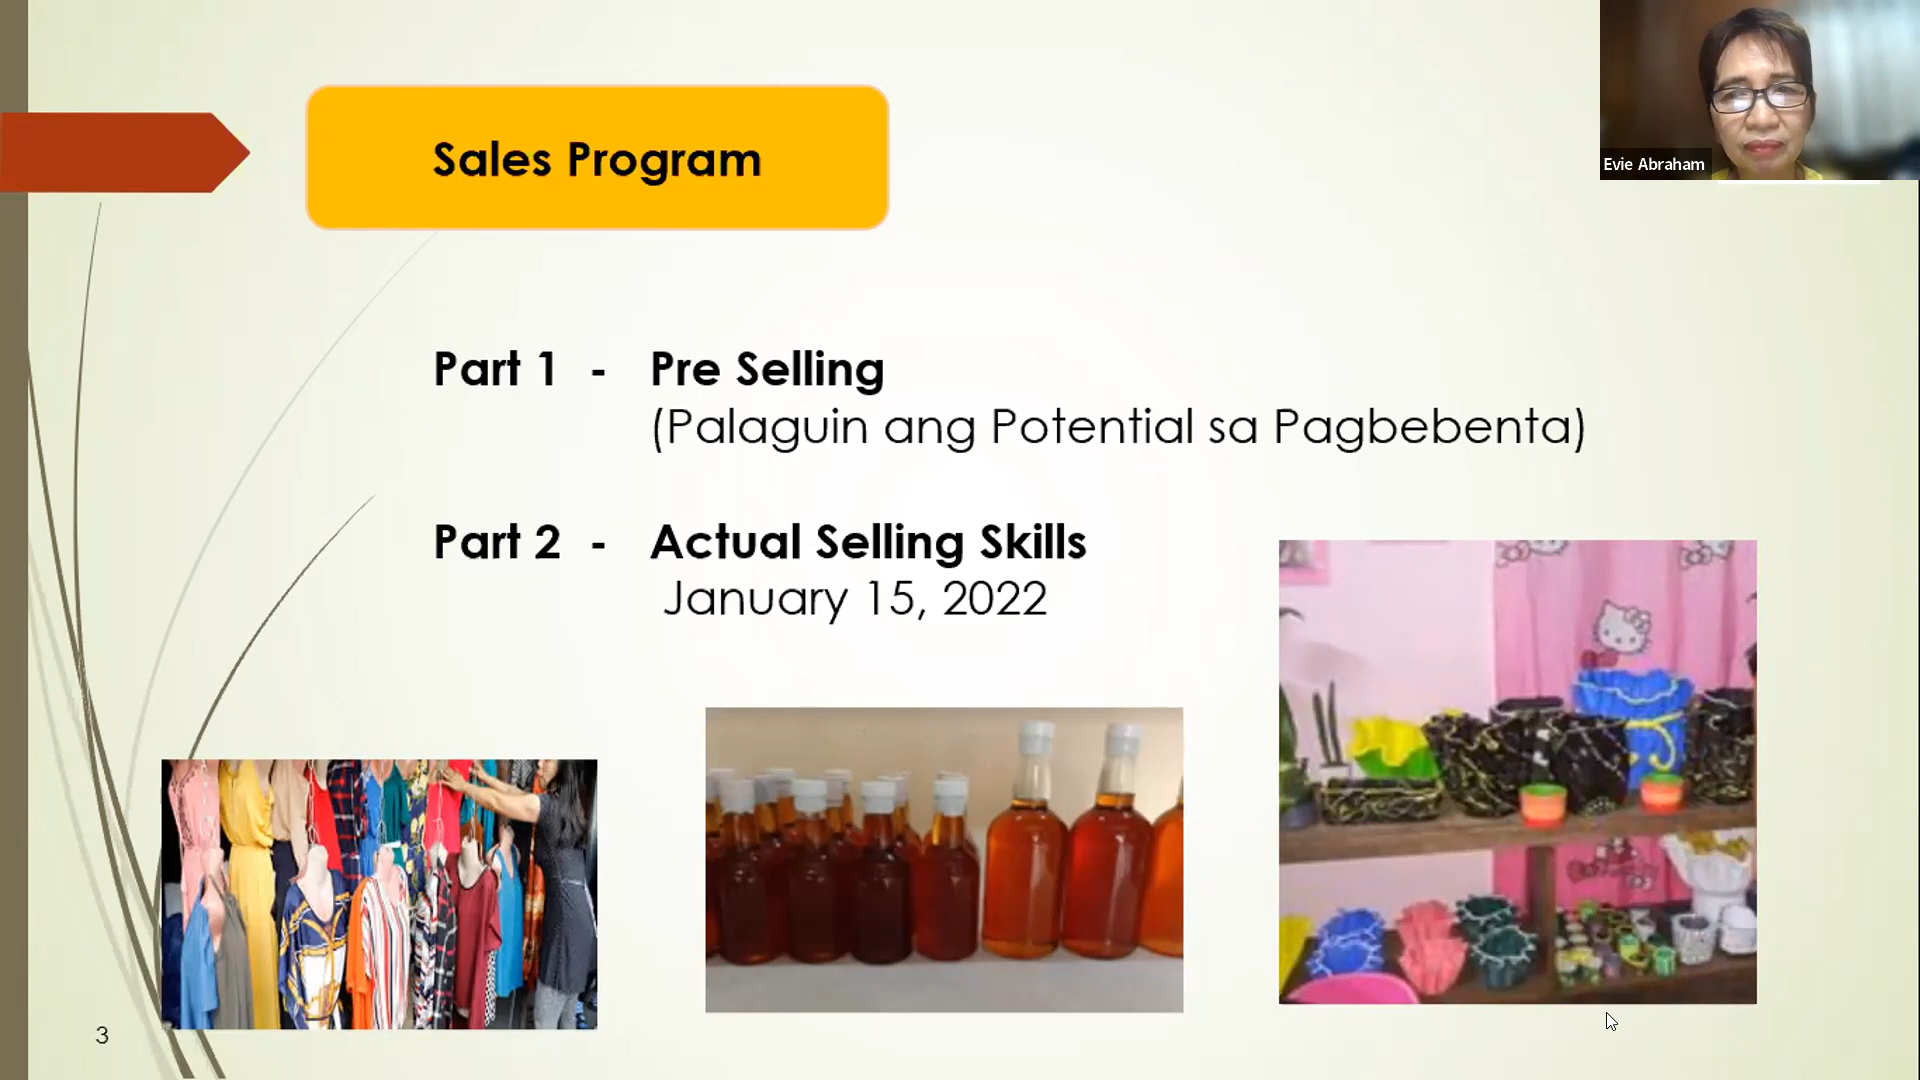 Sales Program
Evie Abraham
Part 1 - Pre Selling
(Palaguin ang Potential sa Pagbebenta)
Part 2 - Actual Selling Skills
January 15, 2022
3